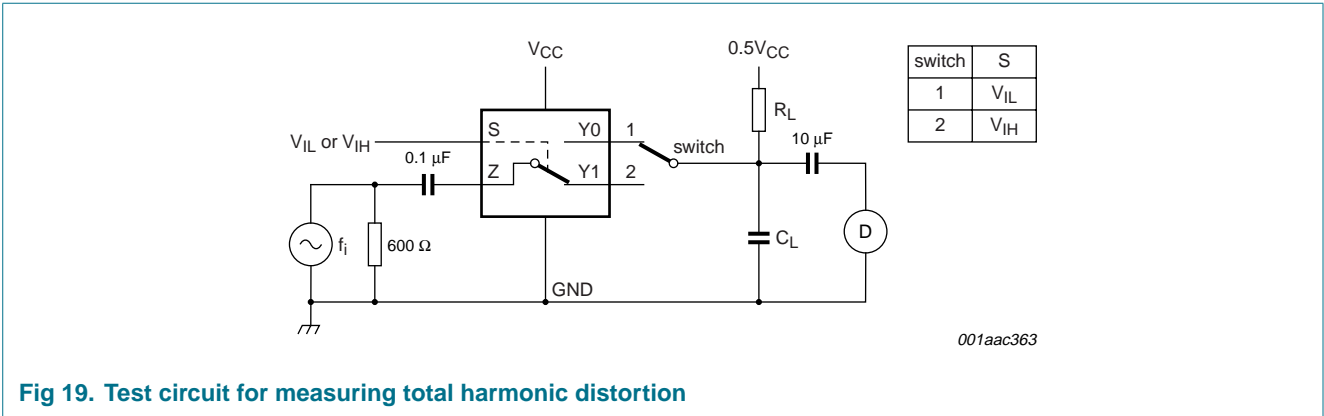 VCC
0.5VCC
switch S
1 VIL
2 VIH
RL
VIL or VIH
S
Y0
1
switch
10 μF
0.1 μF
Z
Y1
2
fi
600 Ω
CL
D
GND
001aac363
Fig 19. Test circuit for measuring total harmonic distortion